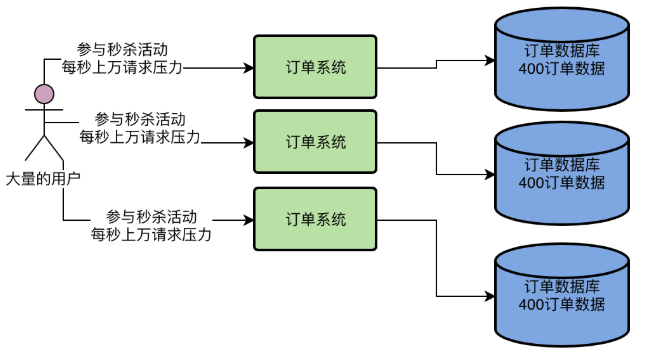 参与秒杀活动
每秒上万请求压力
订单系统
订单数据库
400订单数据
参与秒杀活动
每秒上万请求压力
订单系统
订单数据库
400订单数据
大量的用户
参与秒杀活动
每秒上万请求压力
订单系统
订单数据库
400订单数据